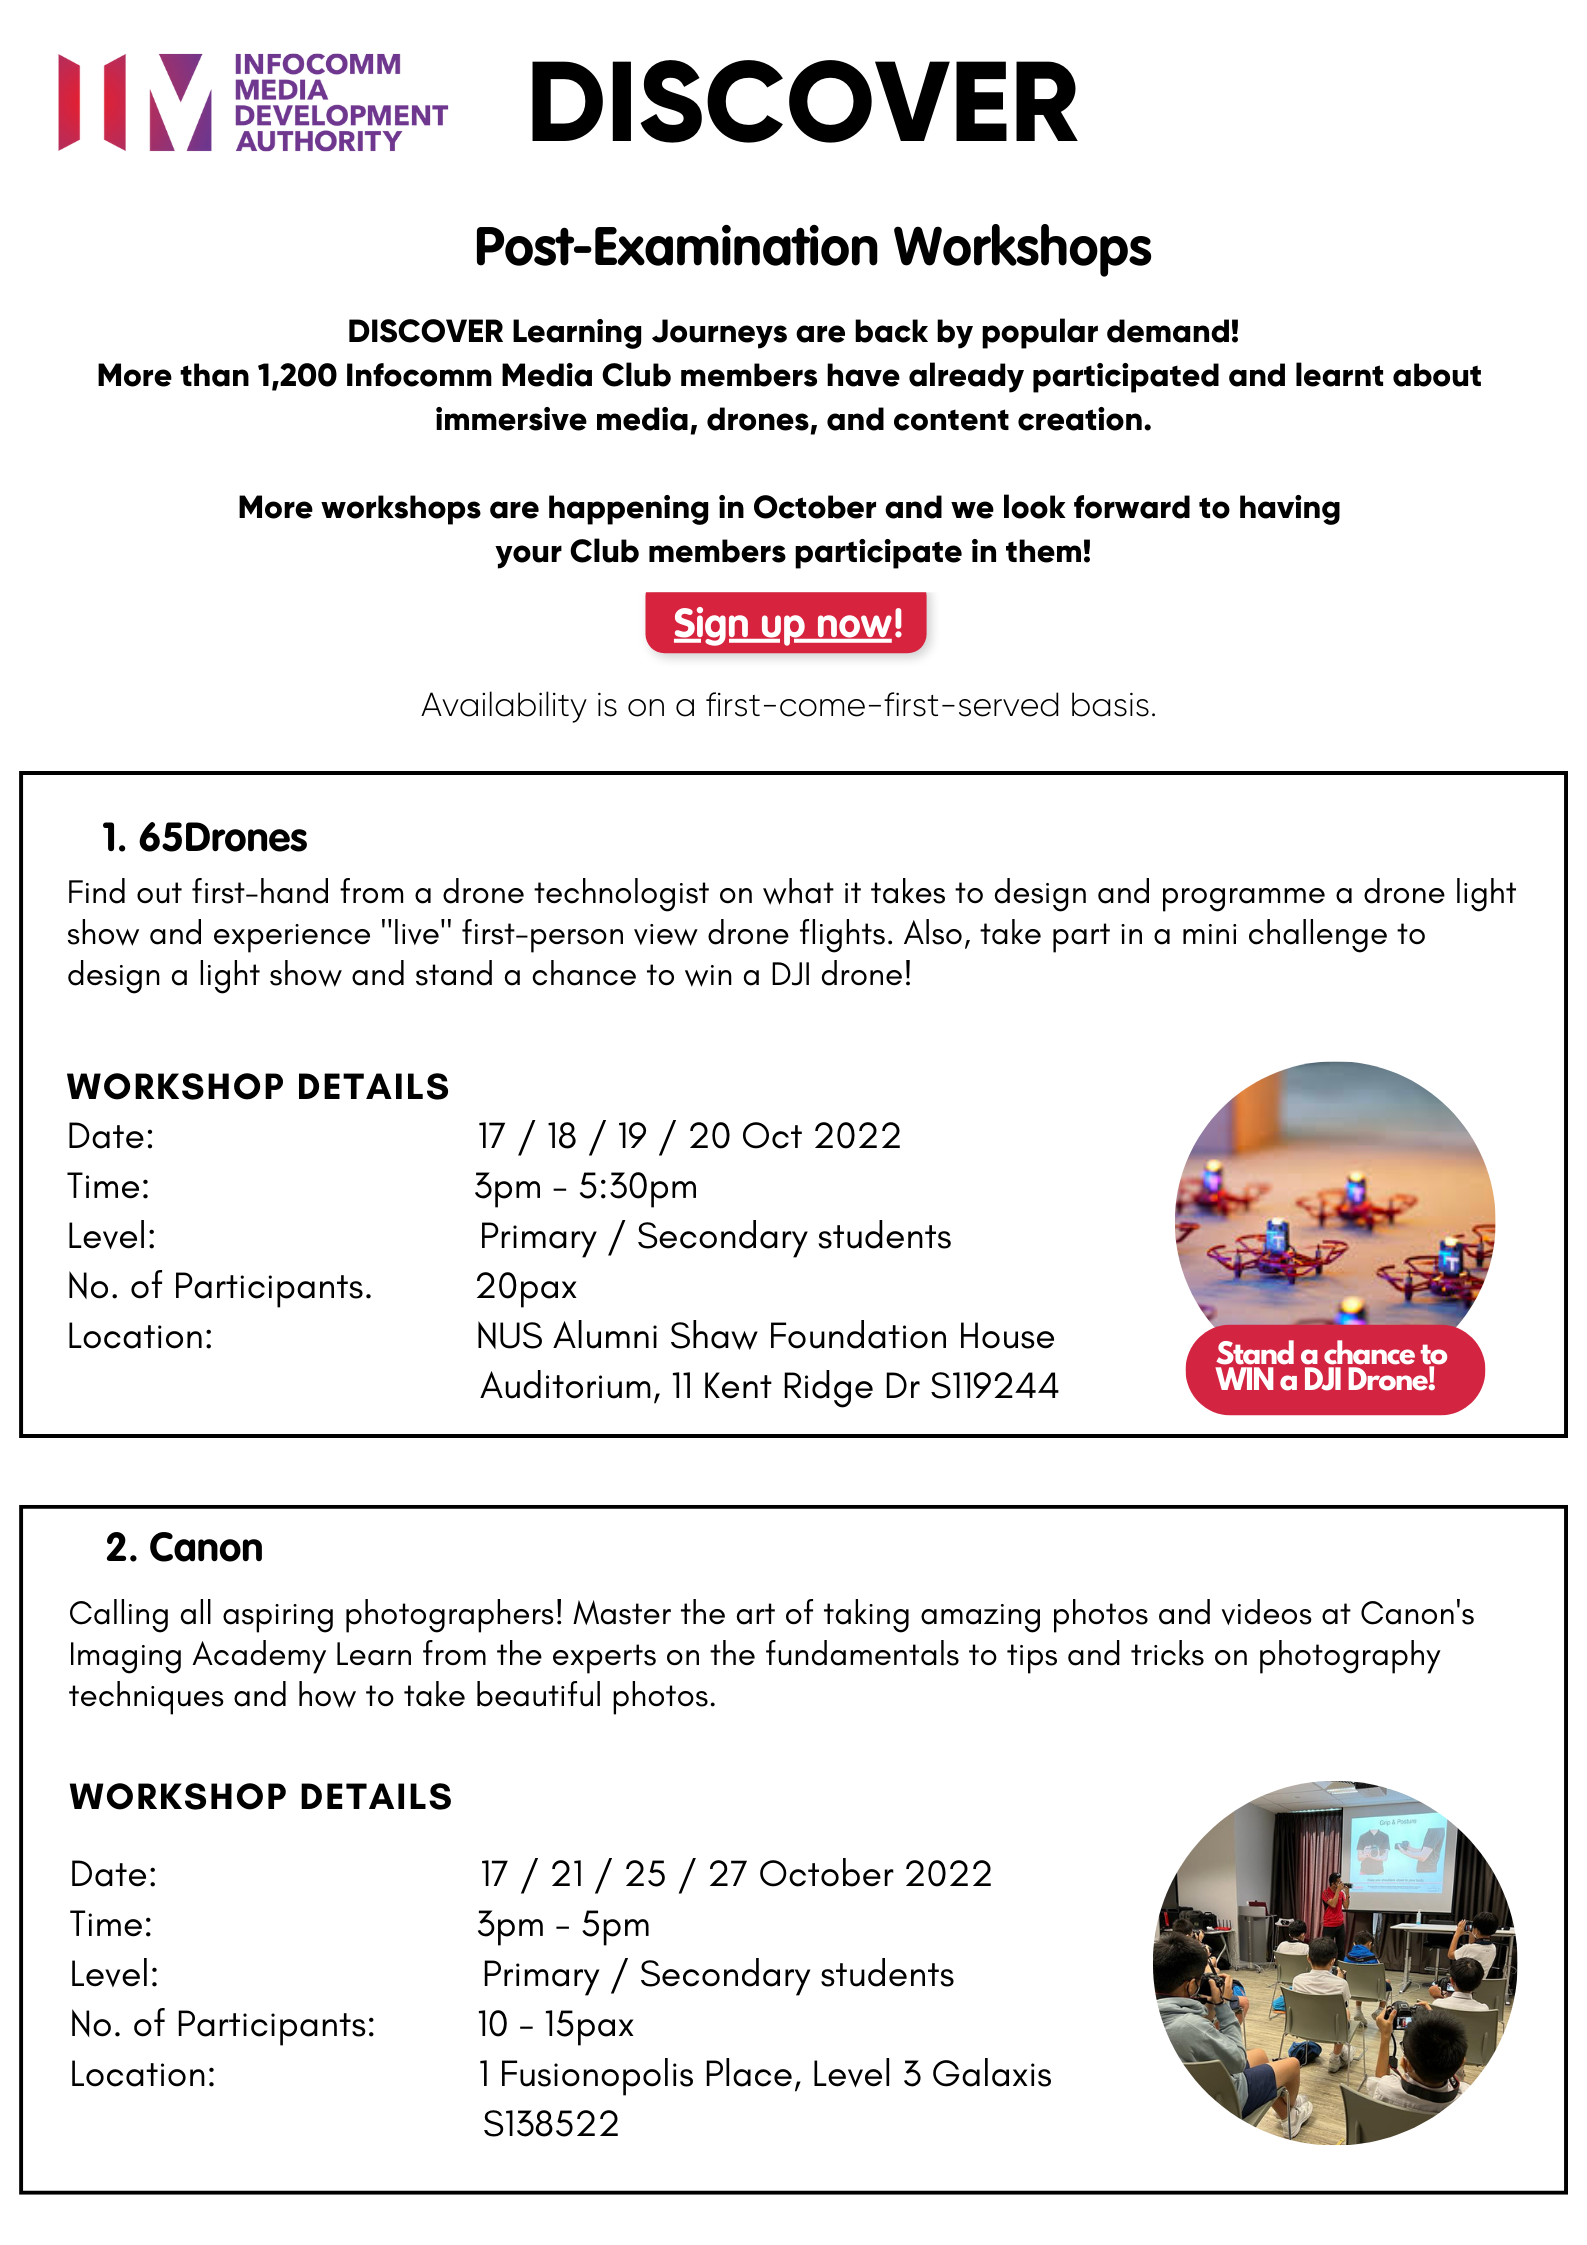 INFOCOMM
MEDIA
DEVELOPMENT
AUTHORITY
DISCOVER
Post-Examination Workshops
DISCOVER Learning Journeys are back by popular demand!
More than 1,200 Infocomm Media Club members have already participated and learnt about
immersive media, drones, and content creation.
More workshops are happening in October and we look forward to having
your Club members participate in them!
Sign up now!
Availability is on a first-come-first-served basis.
1. 65Drones
Find out first-hand from a drone technologist on what it takes to design and programme a drone light
show and experience "live" first-person view drone flights. Also, take part in a mini challenge to
design a light show and stand a chance to win a DJI drone!
WORKSHOP DETAILS
Date: 17 / 18 / 19 / 20 Oct 2022
Time: 3pm - 5:30pm
Level: Primary / Secondary students
No. of Participants. 20pax
Location: NUS Alumni Shaw Foundation House
Auditorium, 11 Kent Ridge Dr S119244
Stand a chance to
WIN a DJI Drone!
2. Canon
Calling all aspiring photographers! Master the art of taking amazing photos and videos at Canon's
Imaging Academy Learn from the experts on the fundamentals to tips and tricks on photography
techniques and how to take beautiful photos.
WORKSHOP DETAILS
Date: 17 / 21 / 25 / 27 October 2022
Time: 3pm - 5pm
Level: Primary / Secondary students
No. of Participants: 10 - 15pax
Location: 1 Fusionopolis Place, Level 3 Galaxis
S138522
Grip & Posture